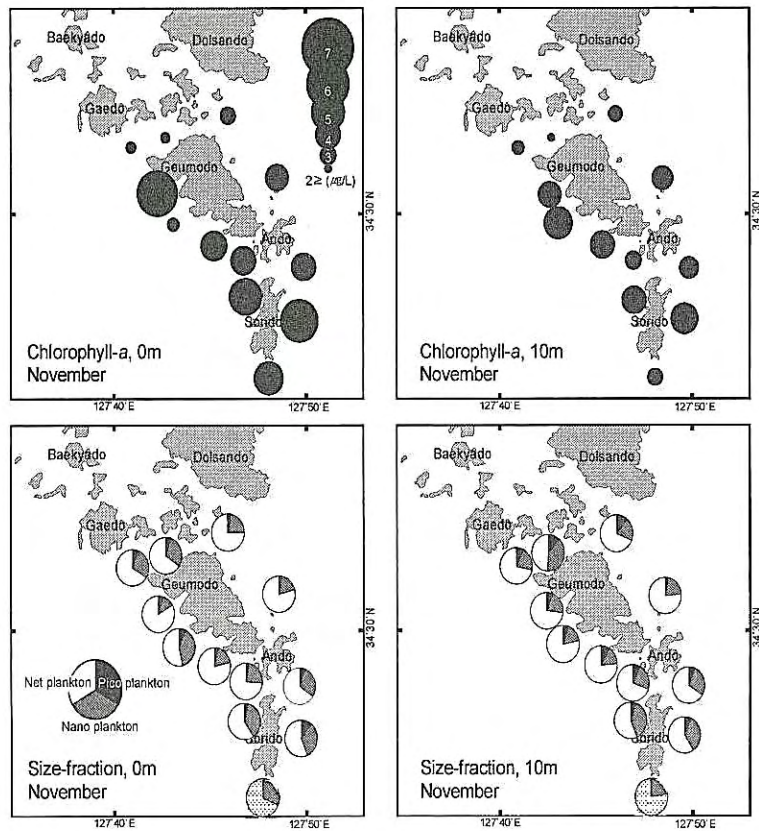 Baekyado
Dolsando
Gaedo
Geumodo
Ando
Sorido
7
6
5
4
3
2≥ (㎍/L)
Chlorophyll-a, 0m
November
127°40´E
127°50´E
34°30´N
Baekyado
Dolsando
Gaedo
Geumodo
Ando
Sorido
Chlorophyll-a, 10m
November
127°40´E
127°50´E
34°30´N
Baekyado
Dolsando
Gaedo
Geumodo
Ando
Sorido
Net plankton
Pico plankton
Nano plankton
Size-fraction, 0m
November
127°40´E
127°50´E
34°30´N
Baekyado
Dolsando
Gaedo
Geumodo
Ando
Sorido
Size-fraction, 10m
November
127°40´E
127°50´E
34°30´N